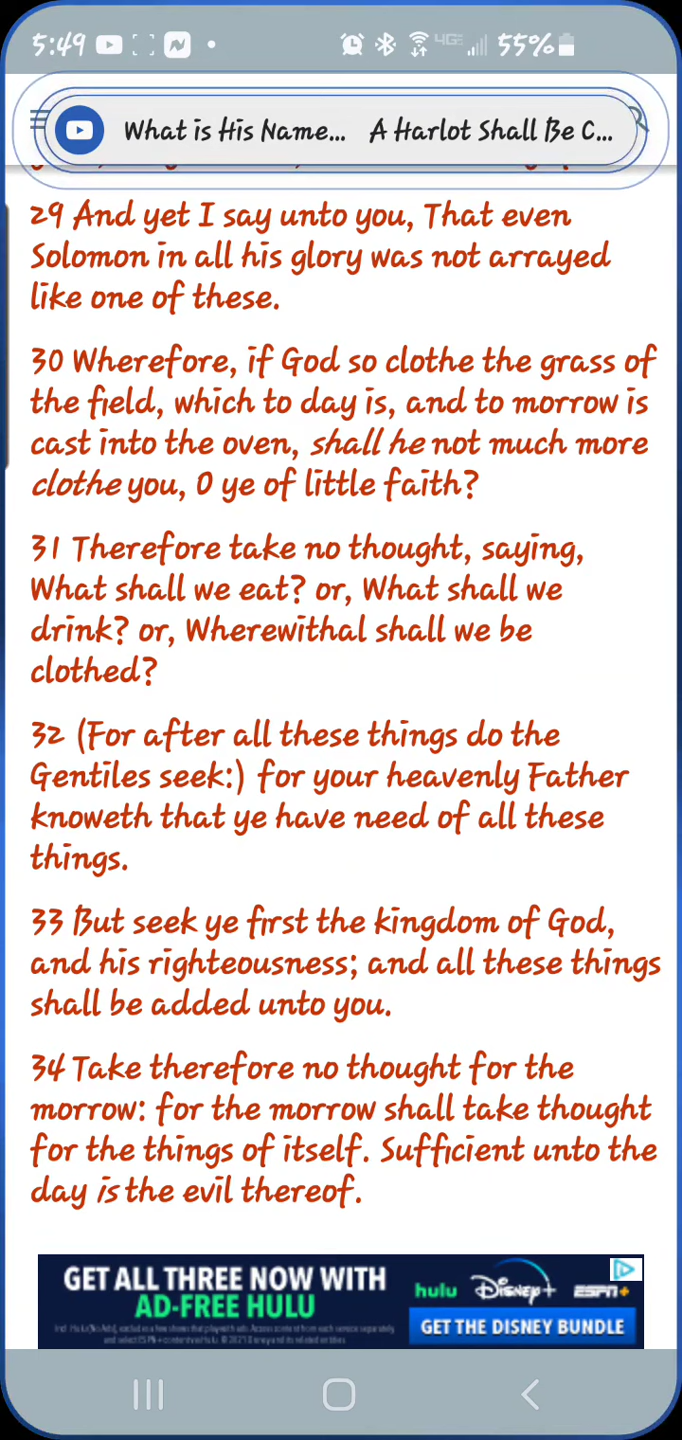 5:49 55%
What is His Name... A Harlot Shall Be C...
29 And yet I say unto you, That even
Solomon in all his glory was not arrayed
like one of these.
30 Wherefore, if God so clothe the grass of
the field, which to day is, and to morrow is
cast into the oven, shall he not much more
clothe you, O ye of little faith?
31 Therefore take no thought, saying,
What shall we eat? or, What shall we
drink? or, Wherewithal shall we be
clothed?
32 (For after all these things do the
Gentiles seek:) for your heavenly Father
knoweth that ye have need of all these
things.
33 But seek ye first the kingdom of God,
and his righteousness; and all these things
shall be added unto you.
34 Take therefore no thought for the
morrow: for the morrow shall take thought
for the things of itself. Sufficient unto the
day is the evil thereof.
GET ALL THREE NOW WITH
AD-FREE HULU
hulu Disney+ ESPN+
GET THE DISNEY BUNDLE